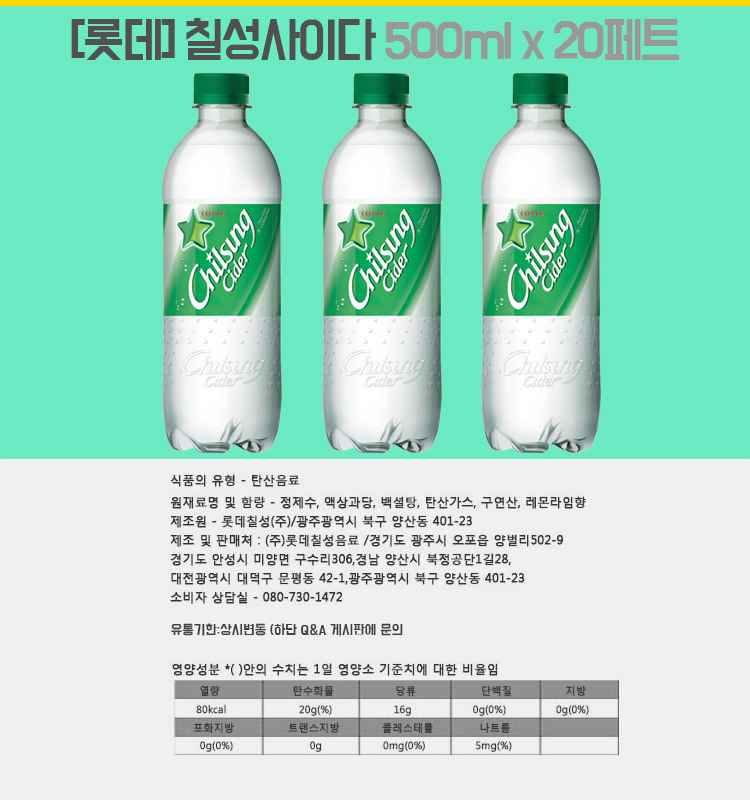 [롯데] 칠성사이다 500ml x 20페트
LOTTE LOTTE LOTTE
Chilsung Chilsung Chilsung
Cider Cider Cider
Chilsung Chilsung Chilsung
Cider Cider Cider
식품의 유형 - 탄산음료
원재료명 및 함량 - 정제수, 액상과당, 백설탕, 탄산가스, 구연산, 레몬라임향
제조원 - 롯데칠성(주)/광주광역시 북구 양산동 401-23
제조 및 판매처 : (주)롯데칠성음료 /경기도 광주시 오포읍 양벌리502-9
경기도 안성시 미양면 구수리306,경남 양산시 북정공단1길28,
대전광역시 대덕구 문평동 42-1,광주광역시 북구 양산동 401-23
소비자 상담실 - 080-730-1472
유통기한:상시변동 (하단 Q&A 게시판에 문의
영양성분 *( )안의 수치는 1일 영양소 기준치에 대한 비율임
열량 탄수화물 당류 단백질 지방
80kcal 20g(%) 16g 0g(0%) 0g(0%)
포화지방 트랜스지방 콜레스테롤 나트륨
0g(0%) 0g 0mg(0%) 5mg(%)